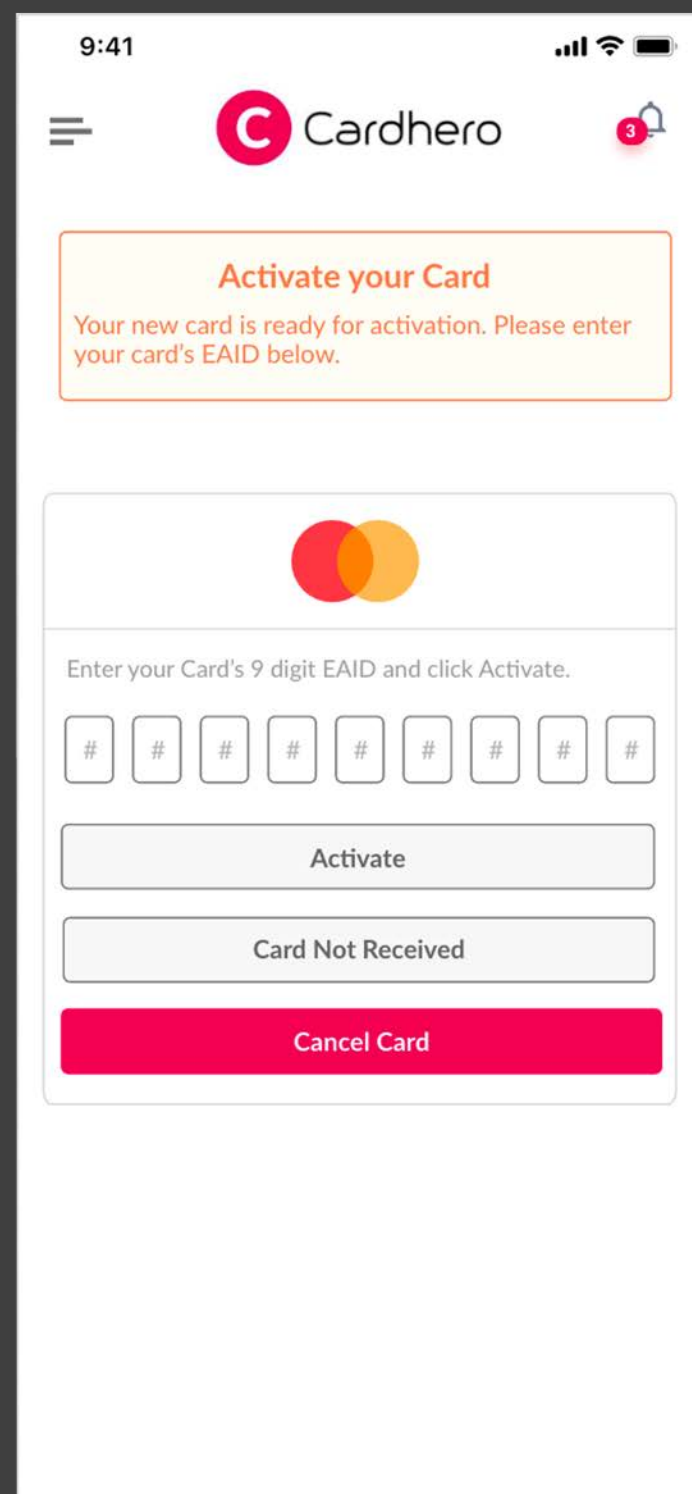 9:41
C Cardhero
3
Activate your Card
Your new card is ready for activation. Please enter
your card's EAID below.
Enter your Card's 9 digit EAID and click Activate.
# # # # # # # # #
Activate
Card Not Received
Cancel Card